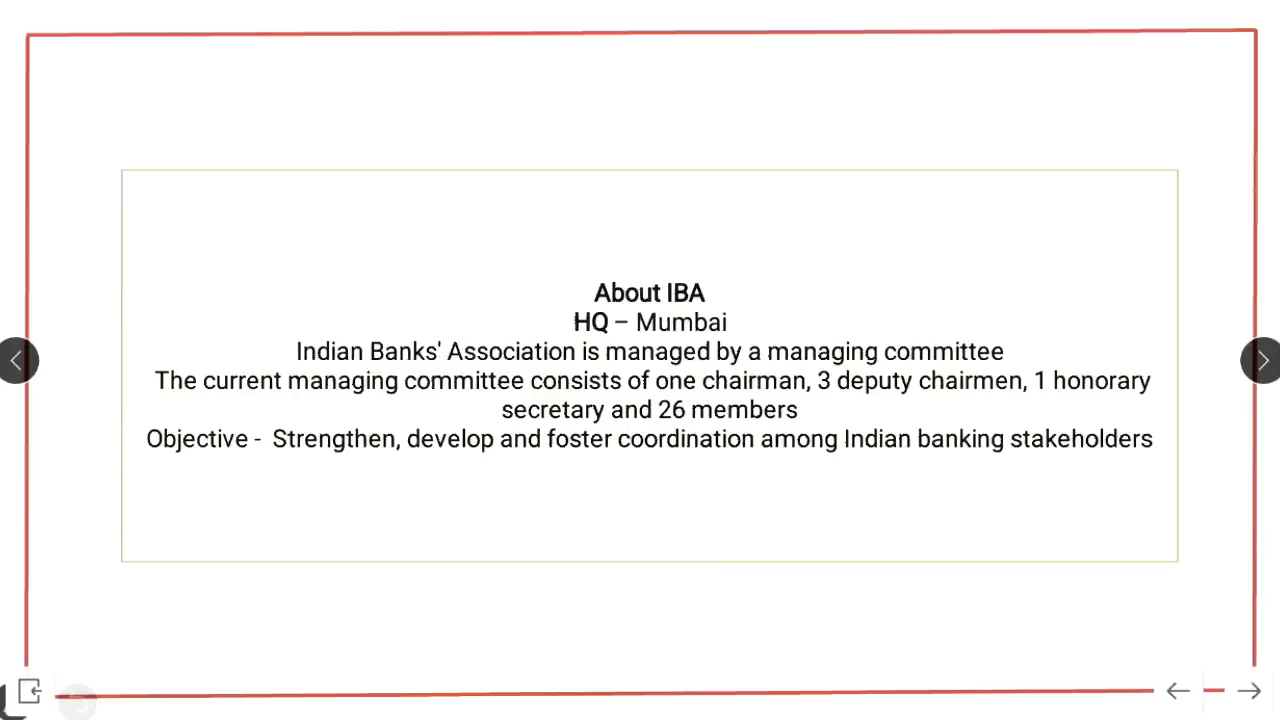 About IBA
HQ – Mumbai
Indian Banks' Association is managed by a managing committee
The current managing committee consists of one chairman, 3 deputy chairmen, 1 honorary
secretary and 26 members
Objective -  Strengthen, develop and foster coordination among Indian banking stakeholders